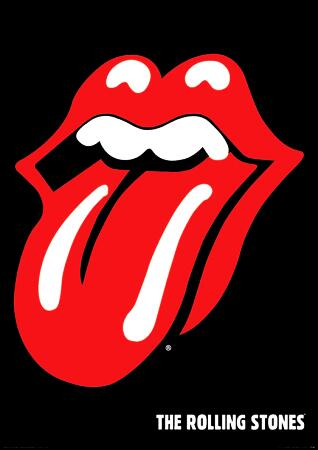 ®
THE ROLLING STONES